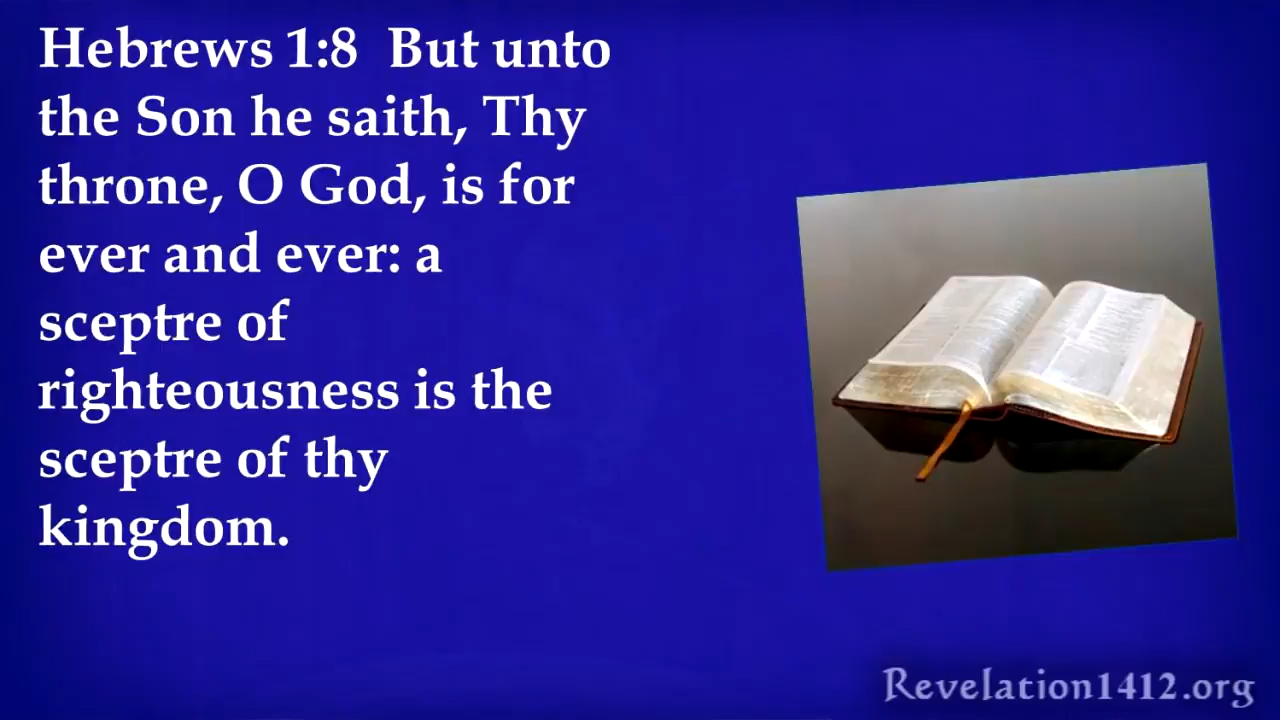 Hebrews 1:8  But unto
the Son he saith, Thy
throne, O God, is for
ever and ever: a
sceptre of
righteousness is the
sceptre of thy
kingdom.
Revelation1412.org